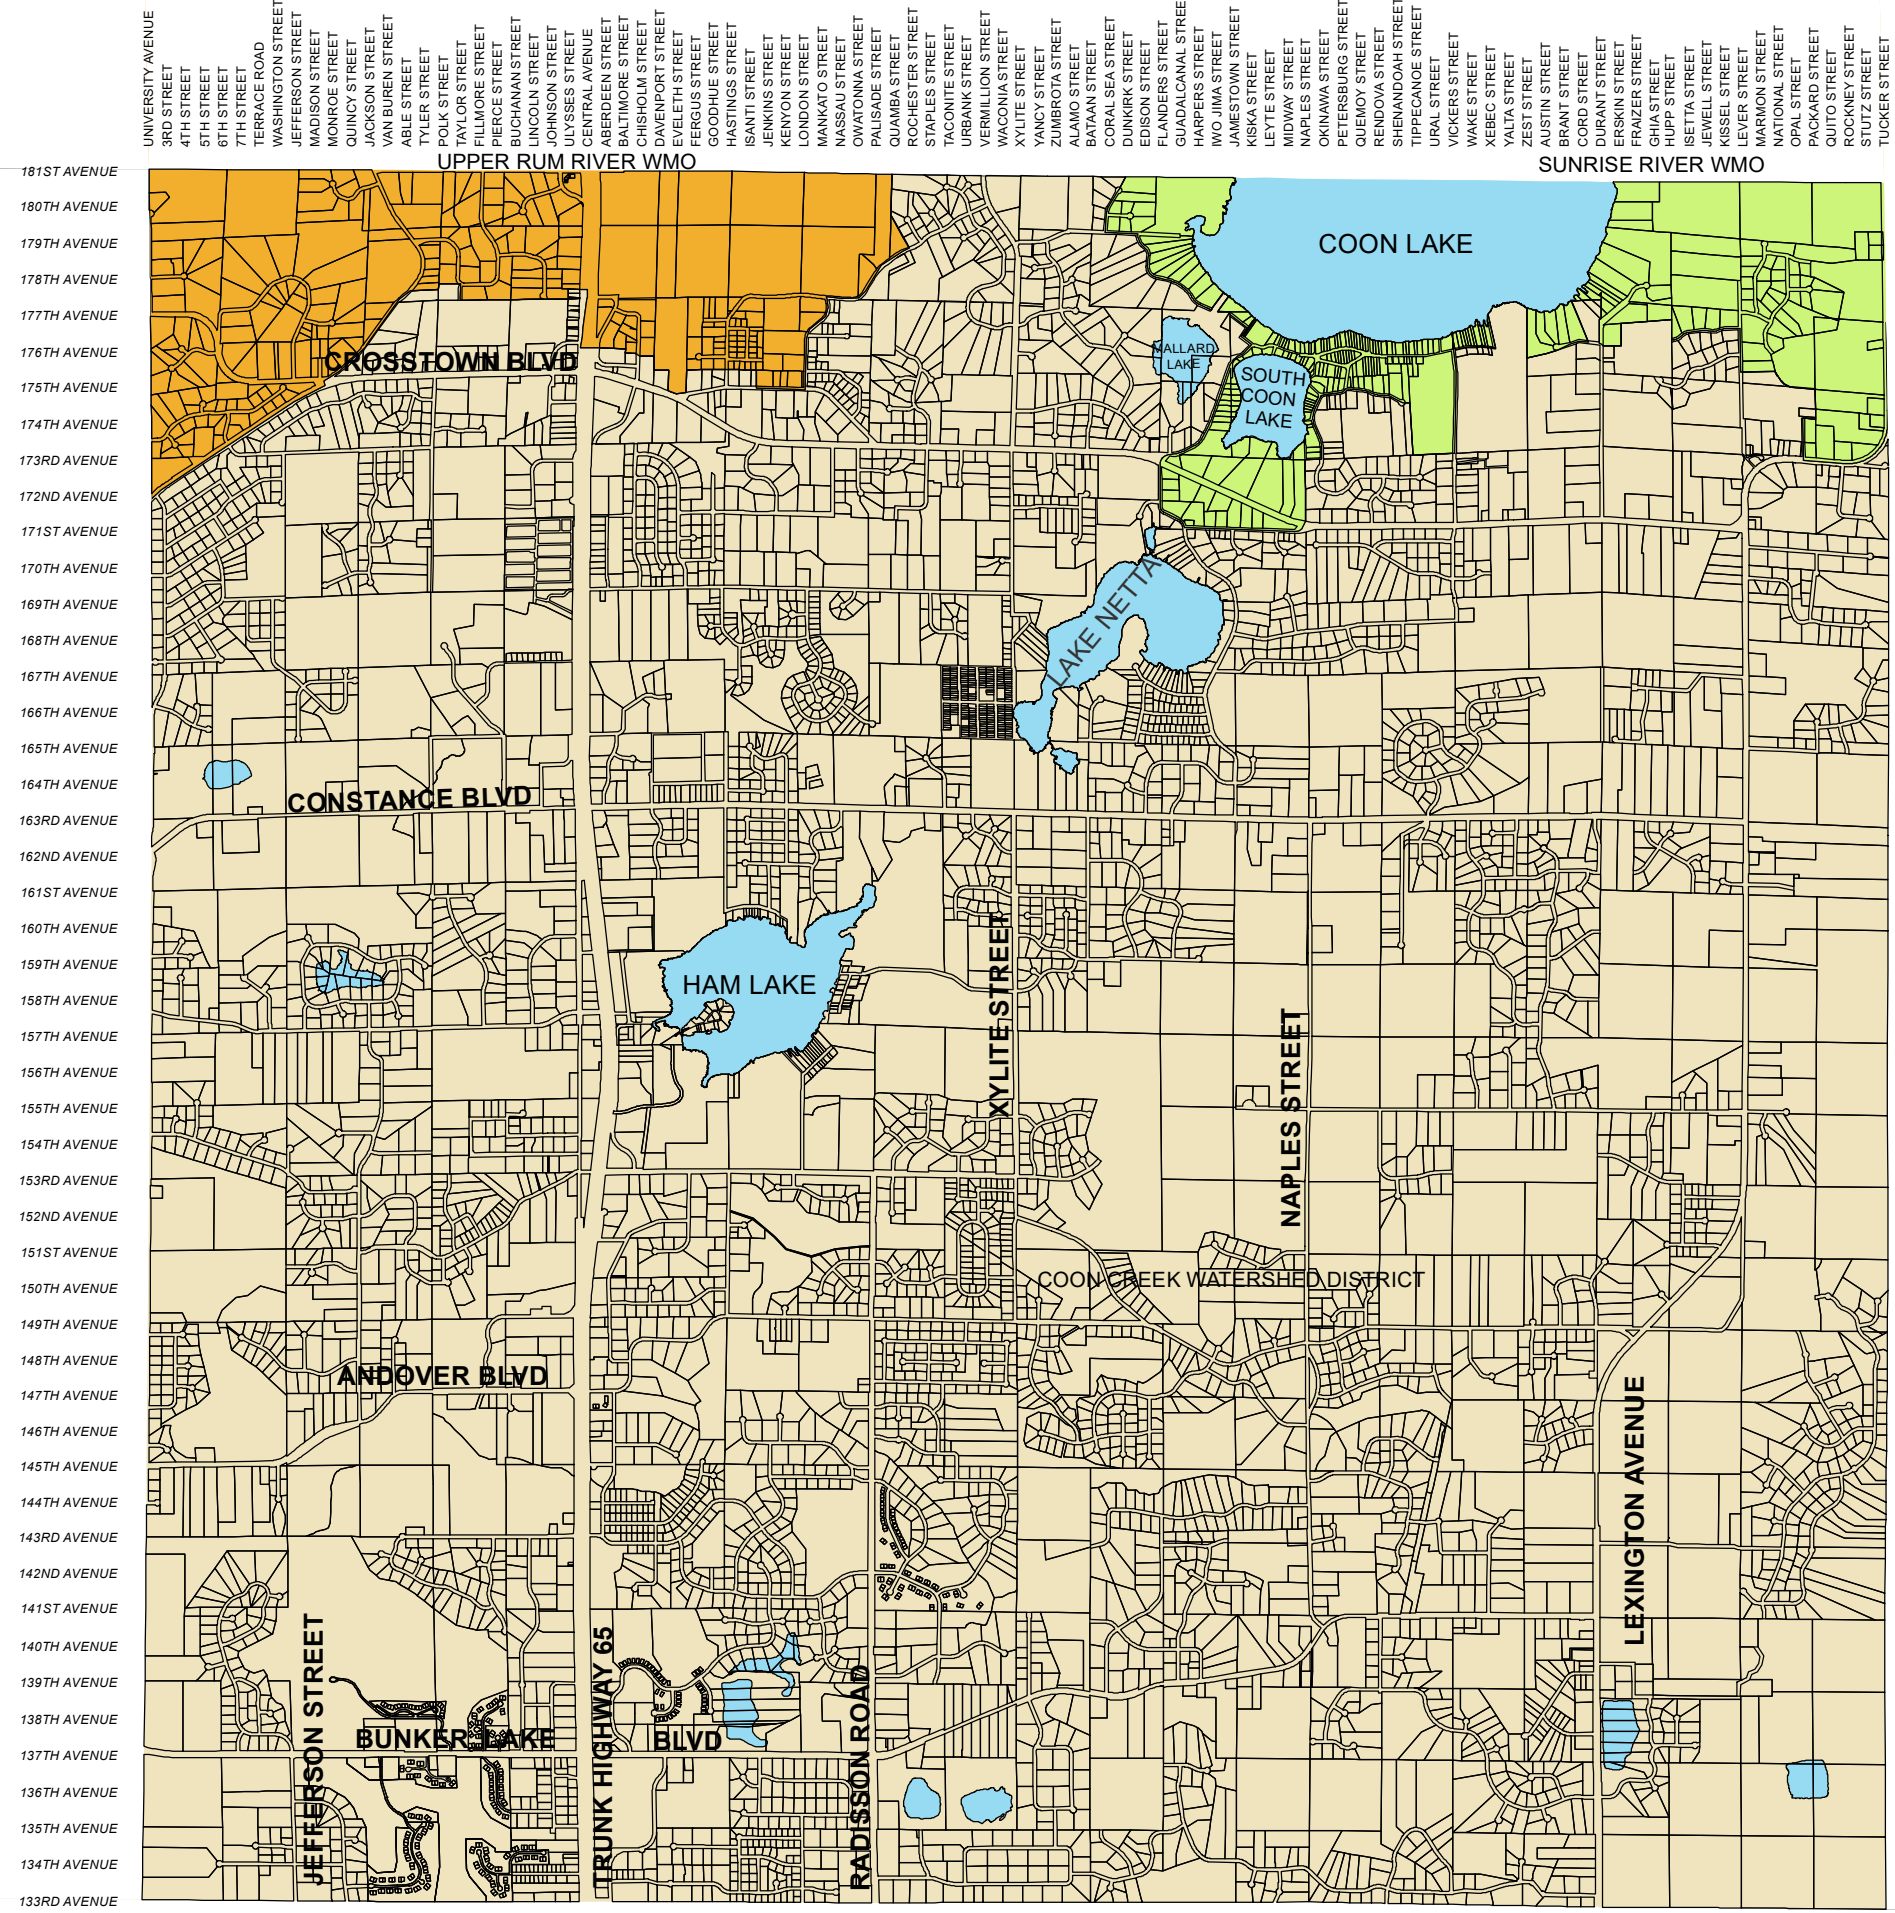 UNIVERSITY AVENUE
3RD STREET
4TH STREET
5TH STREET
6TH STREET
7TH STREET
TERRACE ROAD
WASHINGTON STREET
JEFFERSON STREET
MADISON STREET
MONROE STREET
QUINCY STREET
JACKSON STREET
VAN BUREN STREET
ABLE STREET
TYLER STREET
POLK STREET
TAYLOR STREET
FILLMORE STREET
PIERCE STREET
BUCHANAN STREET
LINCOLN STREET
JOHNSON STREET
ULYSSES STREET
CENTRAL AVENUE
ABERDEEN STREET
BALTIMORE STREET
CHISHOLM STREET
DAVENPORT STREET
EVELETH STREET
FERGUS STREET
GOODHUE STREET
HASTINGS STREET
ISANTI STREET
JENKINS STREET
KENYON STREET
LONDON STREET
MANKATO STREET
NASSAU STREET
OWATONNA STREET
PALISADE STREET
QUAMBA STREET
ROCHESTER STREET
STAPLES STREET
TACONITE STREET
URBANK STREET
VERMILLION STREET
WACONIA STREET
XYLITE STREET
YANCY STREET
ZUMBROTA STREET
ALAMO STREET
BATAAN STREET
CORAL SEA STREET
DUNKIRK STREET
EDISON STREET
FLANDERS STREET
GUADALCANAL STREE
HARPERS STREET
IWO JIMA STREET
JAMESTOWN STREET
KISKA STREET
LEYTE STREET
MIDWAY STREET
NAPLES STREET
OKINAWA STREET
PETERSBURG STREET
QUEMOY STREET
RENDOVA STREET
SHENANDOAH STREET
TIPPECANOE STREET
URAL STREET
VICKERS STREET
WAKE STREET
XEBEC STREET
YALTA STREET
ZEST STREET
AUSTIN STREET
BRANT STREET
CORD STREET
DURANT STREET
ERSKIN STREET
FRAIZER STREET
GHIA STREET
HUPP STREET
ISETTA STREET
JEWELL STREET
KISSEL STREET
LEVER STREET
MARMON STREET
NATIONAL STREET
OPAL STREET
PACKARD STREET
QUITO STREET
ROCKNEY STREET
STUTZ STREET
TUCKER STREET
UPPER RUM RIVER WMO
SUNRISE RIVER WMO
181ST AVENUE
180TH AVENUE
179TH AVENUE
178TH AVENUE
177TH AVENUE
176TH AVENUE
175TH AVENUE
174TH AVENUE
173RD AVENUE
172ND AVENUE
171ST AVENUE
170TH AVENUE
169TH AVENUE
168TH AVENUE
167TH AVENUE
166TH AVENUE
165TH AVENUE
164TH AVENUE
163RD AVENUE
162ND AVENUE
161ST AVENUE
160TH AVENUE
159TH AVENUE
158TH AVENUE
157TH AVENUE
156TH AVENUE
155TH AVENUE
154TH AVENUE
153RD AVENUE
152ND AVENUE
151ST AVENUE
150TH AVENUE
149TH AVENUE
148TH AVENUE
147TH AVENUE
146TH AVENUE
145TH AVENUE
144TH AVENUE
143RD AVENUE
142ND AVENUE
141ST AVENUE
140TH AVENUE
139TH AVENUE
138TH AVENUE
137TH AVENUE
136TH AVENUE
135TH AVENUE
134TH AVENUE
133RD AVENUE
COON LAKE
MALLARD
LAKE
CROSSTOWN BLVD
SOUTH
COON
LAKE
LAKE NETTA
CONSTANCE BLVD
HAM LAKE
XYLITE STREET
NAPLES STREET
COON CREEK WATERSHED DISTRICT
ANDOVER BLVD
LEXINGTON AVENUE
JEFFERSON STREET
TRUNK HIGHWAY 65
RADISSON ROAD
BUNKER LAKE BLVD